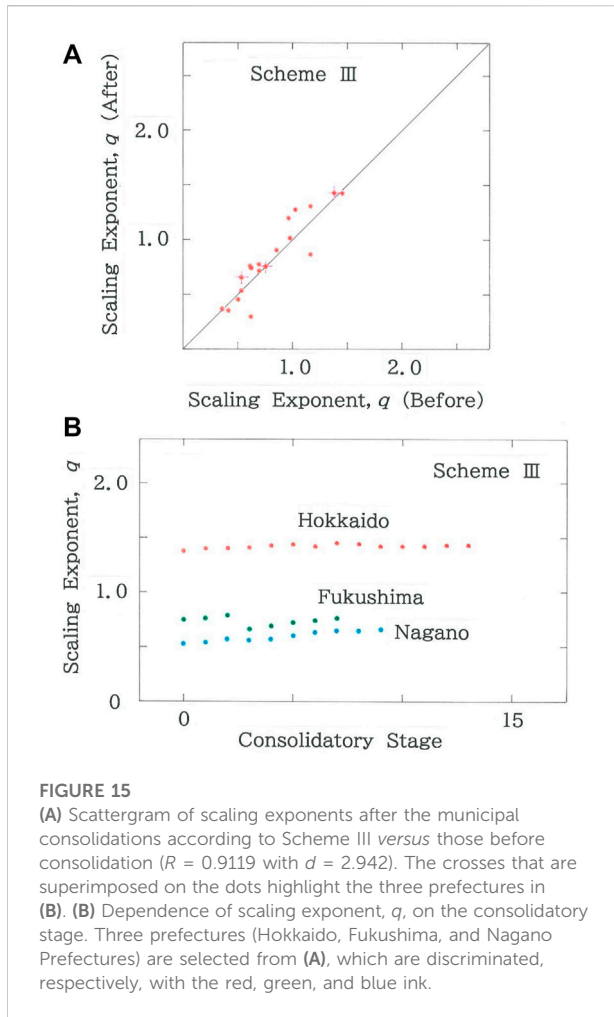 A
Scheme III
2.0
1.0
Scaling Exponent, q (After)
1.0 2.0
Scaling Exponent, q (Before)
B
Scheme III
2.0
Hokkaido
1.0
Fukushima
Nagano
0
Scaling Exponent, q
0 15
Consolidatory Stage
FIGURE 15
(A) Scattergram of scaling exponents after the municipal
consolidations according to Scheme III versus those before
consolidation (R = 0.9119 with d = 2.942). The crosses that are
superimposed on the dots highlight the three prefectures in
(B). (B) Dependence of scaling exponent, q, on the consolidatory
stage. Three prefectures (Hokkaido, Fukushima, and Nagano
Prefectures) are selected from (A), which are discriminated,
respectively, with the red, green, and blue ink.